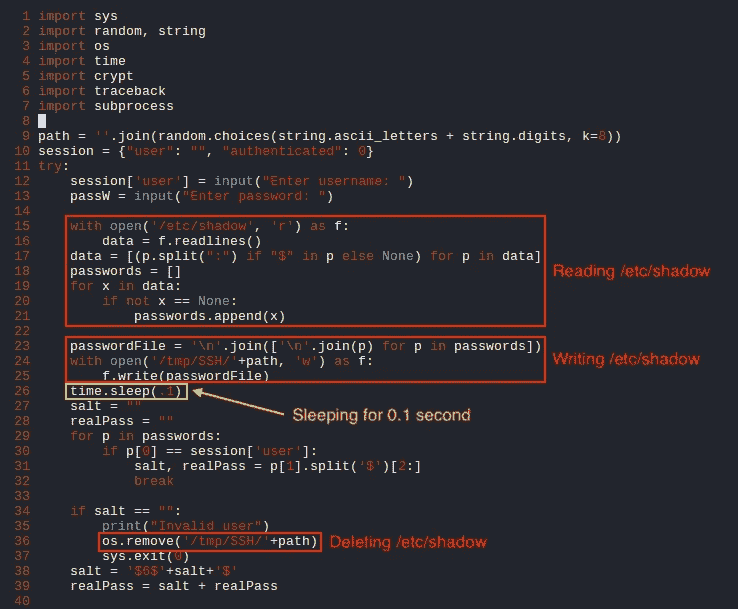 1 import sys
2 import random, string
3 import os
4 import time
5 import crypt
6 import traceback
7 import subprocess
8
9 path = ''.join(random.choices(string.ascii_letters + string.digits, k=8))
10 session = {"user": "", "authenticated": 0}
11 try:
12     session['user'] = input("Enter username: ")
13     passW = input("Enter password: ")
14
15     with open('/etc/shadow', 'r') as f:
16         data = f.readlines()
17     data = [(p.split(":") if "$" in p else None) for p in data]
18     passwords = []
19     for x in data:
20         if not x == None:
21             passwords.append(x)
Reading /etc/shadow
22
23     passwordFile = '\n'.join(['\n'.join(p) for p in passwords])
24     with open('/tmp/SSH/'+path, 'w') as f:
25         f.write(passwordFile)
Writing /etc/shadow
26     time.sleep(.1)
Sleeping for 0.1 second
27     salt = ""
28     realPass = ""
29     for p in passwords:
30         if p[0] == session['user']:
31             salt, realPass = p[1].split('$')[2:]
32             break
33
34     if salt == "":
35         print("Invalid user")
36         os.remove('/tmp/SSH/'+path)
Deleting /etc/shadow
37         sys.exit(0)
38     salt = '$6$'+salt+'$'
39     realPass = salt + realPass
40